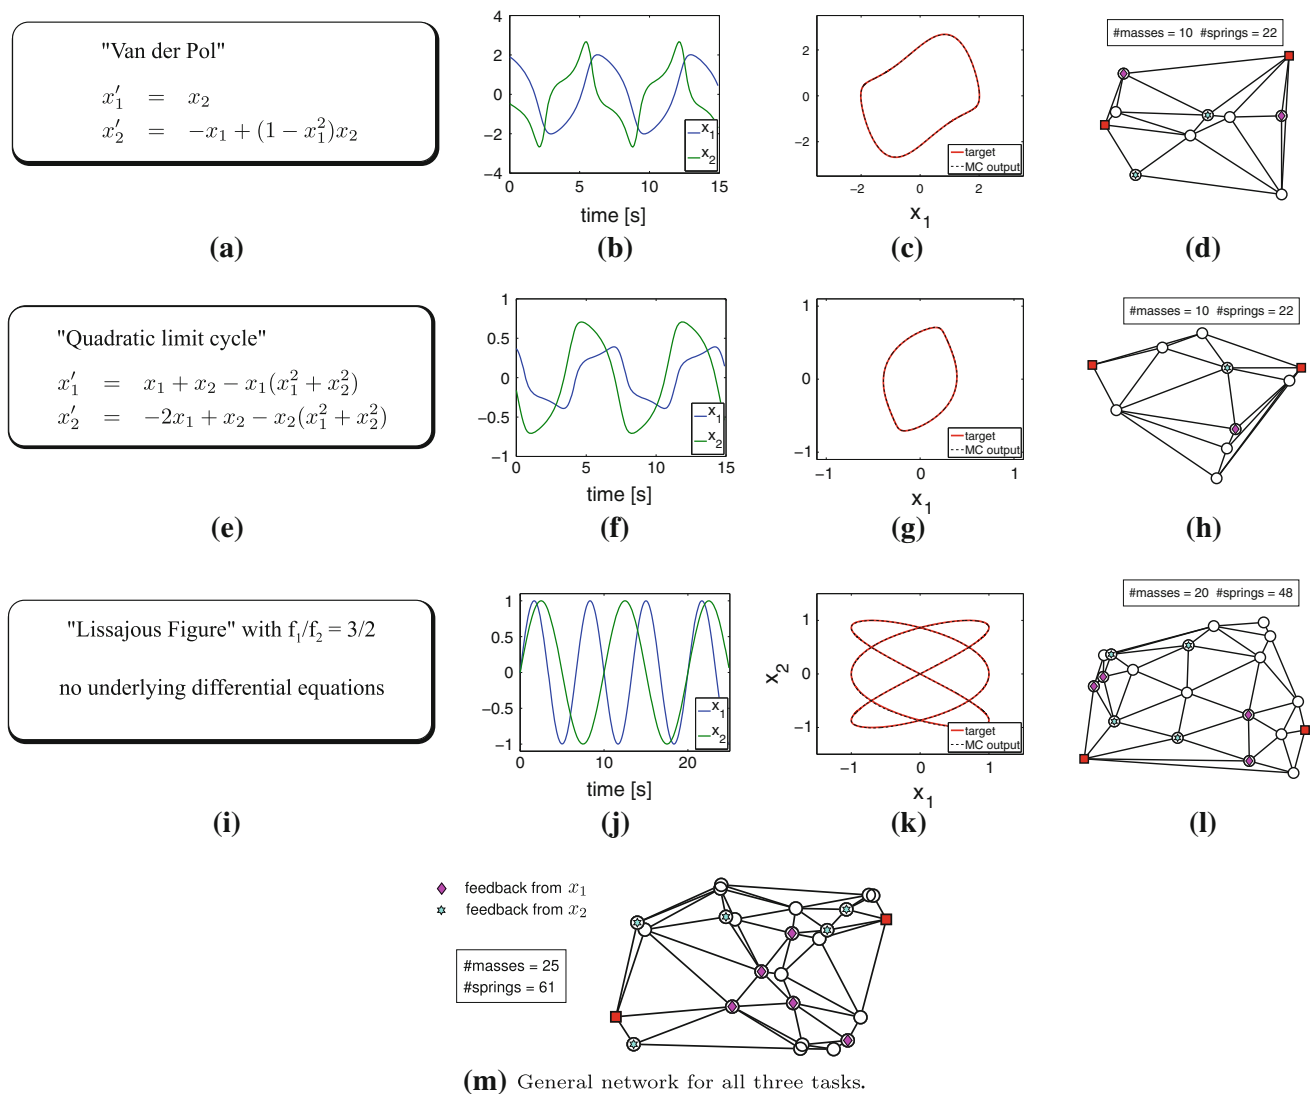 "Van der Pol"
x′₁ = x₂
x′₂ = −x₁ + (1 − x₁²)x₂
(a)
4
2
0
−2
−4
0 5 10 15
x₁
x₂
time [s]
(b)
2
0
−2
−2 0 2
target
MC output
x₁
(c)
#masses = 10 #springs = 22
(d)
"Quadratic limit cycle"
x′₁ = x₁ + x₂ − x₁(x₁² + x₂²)
x′₂ = −2x₁ + x₂ − x₂(x₁² + x₂²)
(e)
1
0.5
0
−0.5
−1
0 5 10 15
x₁
x₂
time [s]
(f)
1
0
−1
−1 0 1
target
MC output
x₁
(g)
#masses = 10 #springs = 22
(h)
"Lissajous Figure" with f₁/f₂ = 3/2
no underlying differential equations
(i)
1
0.5
0
−0.5
−1
0 10 20
x₁
x₂
time [s]
(j)
x₂
1
0
−1
−1 0 1
target
MC output
x₁
(k)
#masses = 20 #springs = 48
(l)
feedback from x₁
feedback from x₂
#masses = 25
#springs = 61
(m) General network for all three tasks.